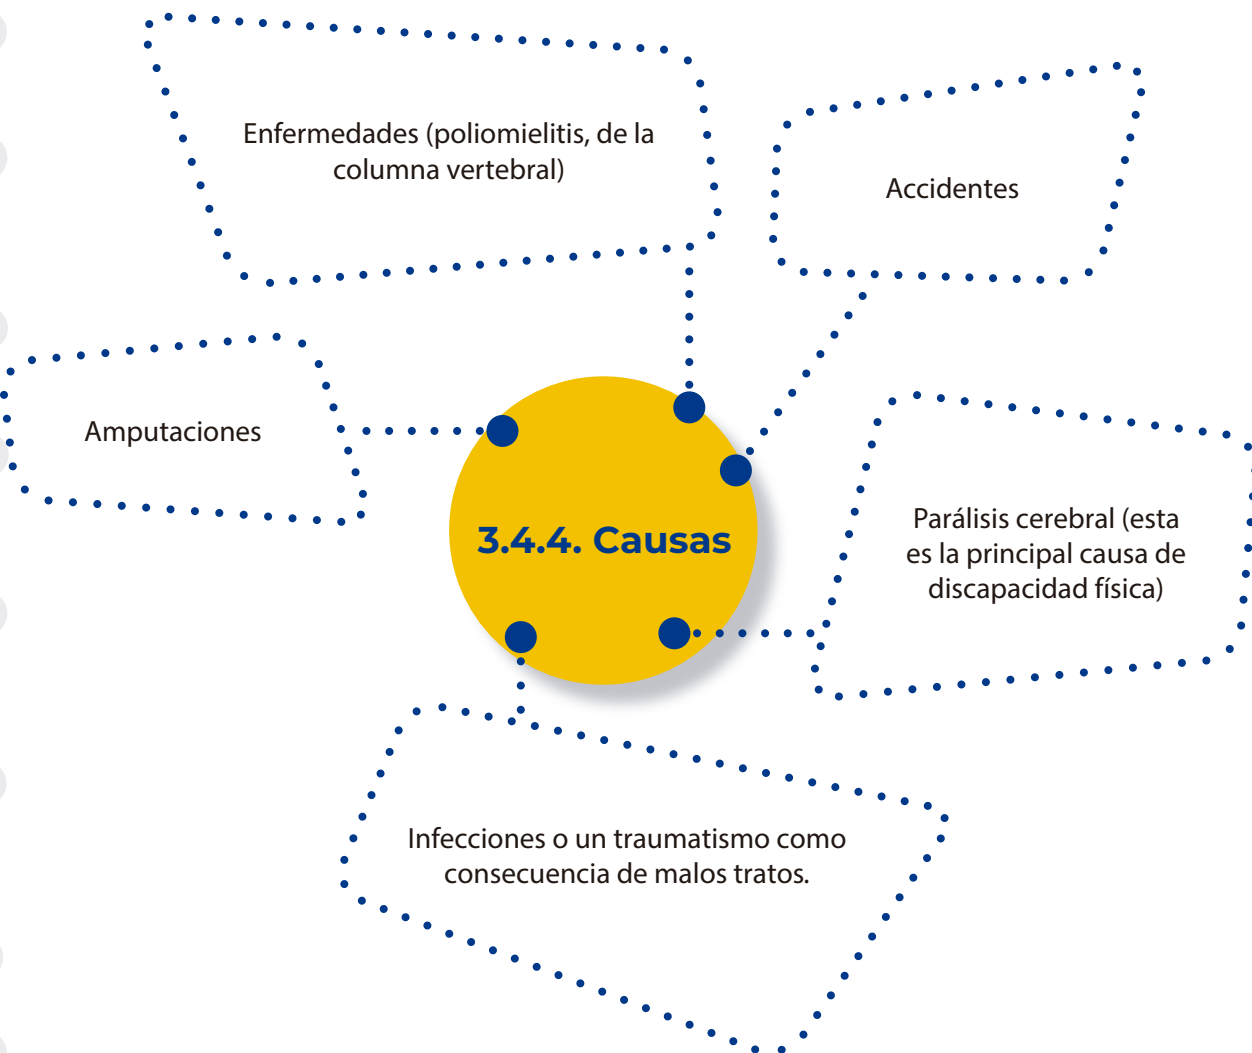 Enfermedades (poliomielitis, de la
columna vertebral)
Accidentes
Amputaciones
3.4.4. Causas
Parálisis cerebral (esta
es la principal causa de
discapacidad física)
Infecciones o un traumatismo como
consecuencia de malos tratos.